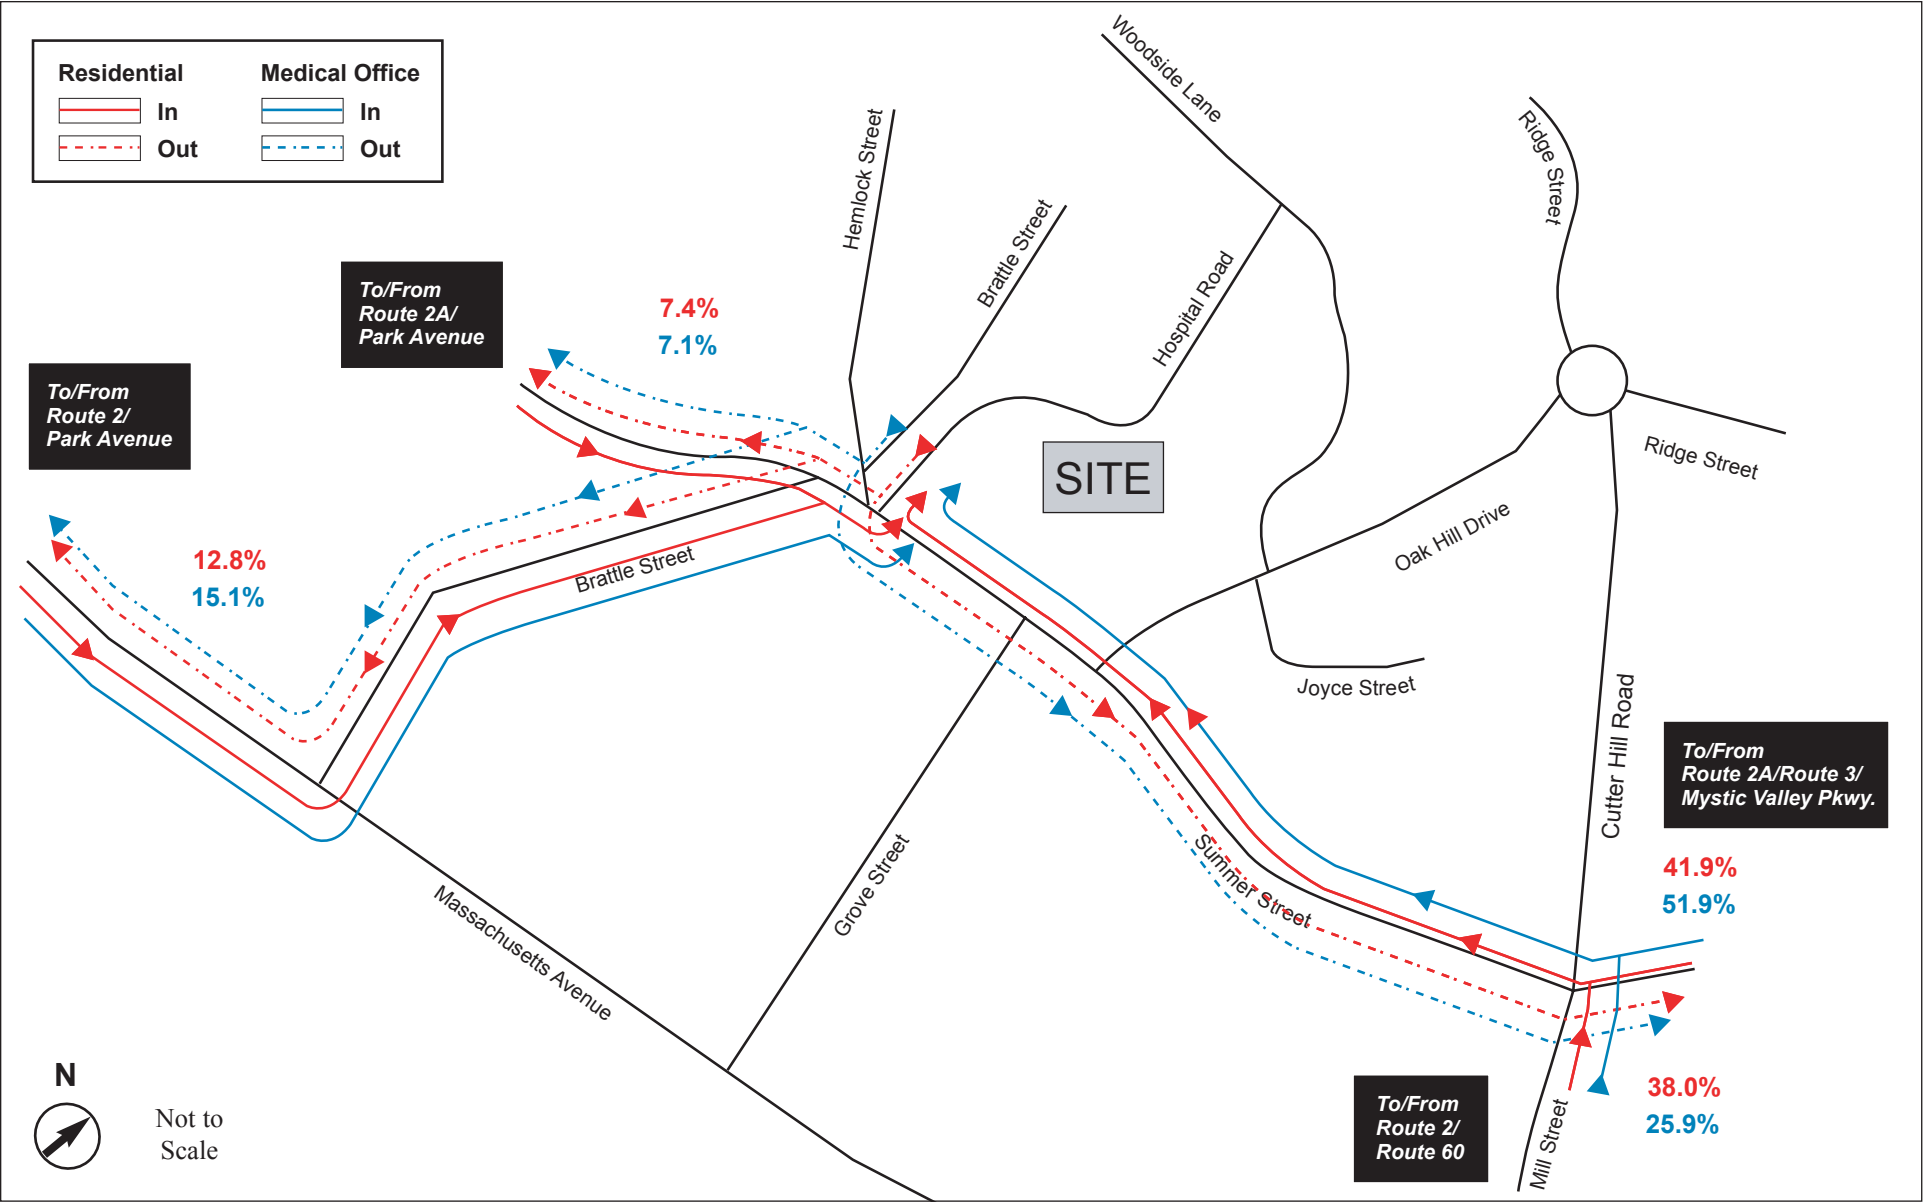 Residential
Medical Office
In
In
Out
Out
Woodside Lane
Hemlock Street
Ridge Street
Brattle Street
Hospital Road
To/From
Route 2A/
Park Avenue
7.4%
7.1%
To/From
Route 2/
Park Avenue
SITE
Ridge Street
Oak Hill Drive
12.8%
15.1%
Brattle Street
Joyce Street
Cutter Hill Road
To/From
Route 2A/Route 3/
Mystic Valley Pkwy.
41.9%
51.9%
Summer Street
Grove Street
Massachusetts Avenue
N
Not to
Scale
To/From
Route 2/
Route 60
38.0%
25.9%
Mill Street